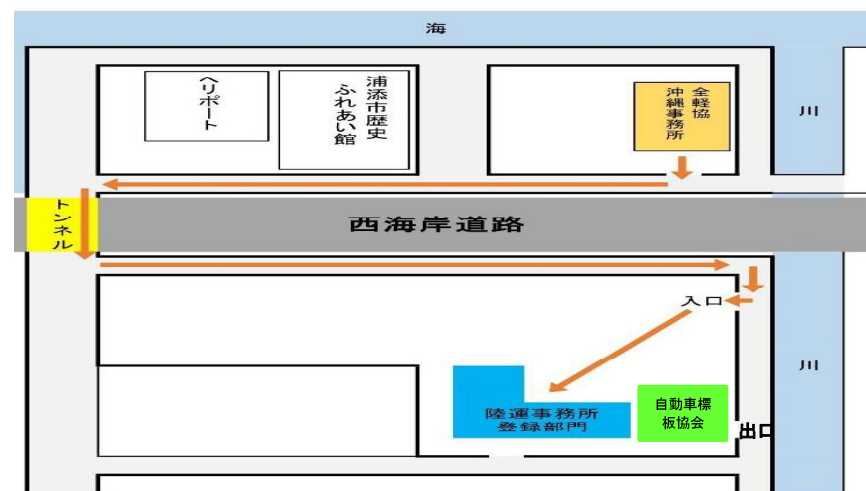 海
ヘリポート
浦添市歴史
ふれあい館
全軽協
沖縄事務所
川
トンネル
西海岸道路
入口
川
陸運事務所
登録部門
自動車標
板協会
出口